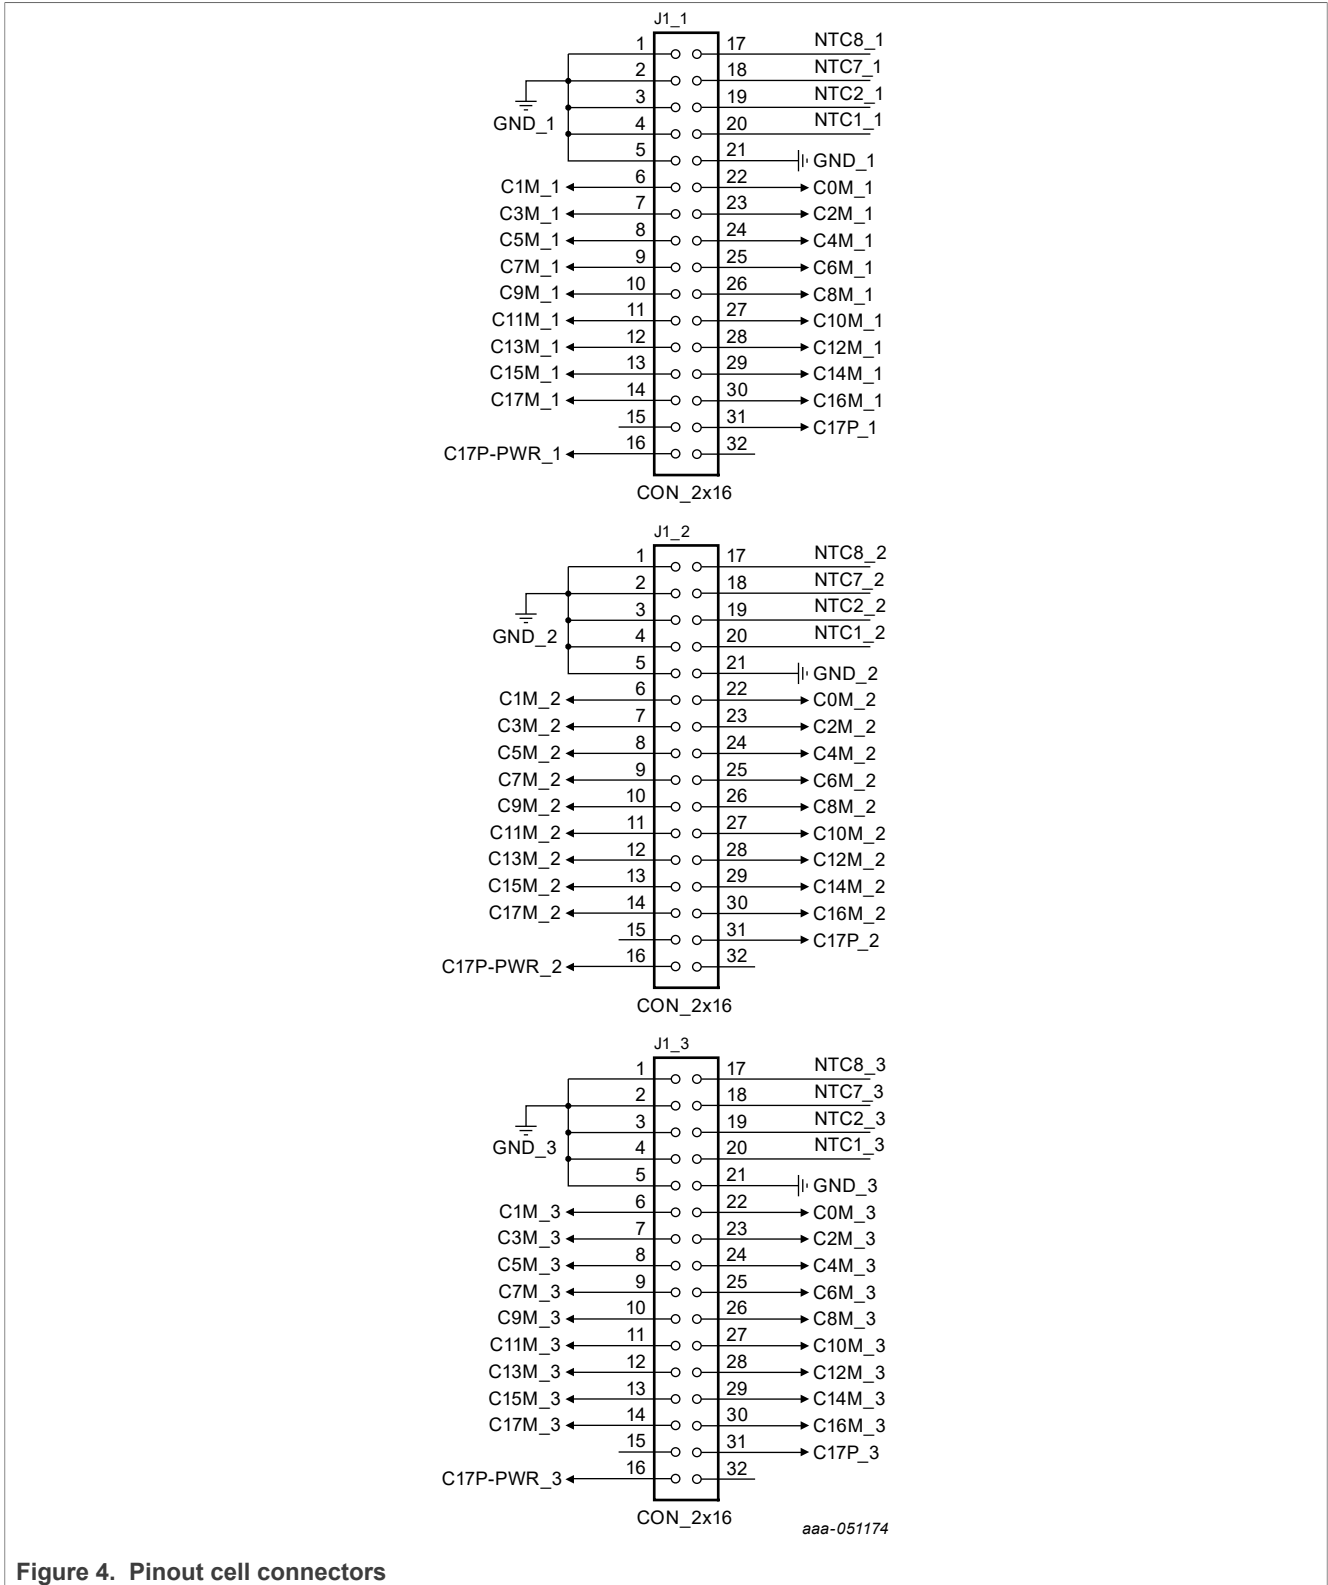 J1_1
1 17 NTC8_1
2 18 NTC7_1
3 19 NTC2_1
GND_1 4 20 NTC1_1
5 21 GND_1
C1M_1 6 22 C0M_1
C3M_1 7 23 C2M_1
C5M_1 8 24 C4M_1
C7M_1 9 25 C6M_1
C9M_1 10 26 C8M_1
C11M_1 11 27 C10M_1
C13M_1 12 28 C12M_1
C15M_1 13 29 C14M_1
C17M_1 14 30 C16M_1
15 31 C17P_1
C17P-PWR_1 16 32
CON_2x16
J1_2
1 17 NTC8_2
2 18 NTC7_2
3 19 NTC2_2
GND_2 4 20 NTC1_2
5 21 GND_2
C1M_2 6 22 C0M_2
C3M_2 7 23 C2M_2
C5M_2 8 24 C4M_2
C7M_2 9 25 C6M_2
C9M_2 10 26 C8M_2
C11M_2 11 27 C10M_2
C13M_2 12 28 C12M_2
C15M_2 13 29 C14M_2
C17M_2 14 30 C16M_2
15 31 C17P_2
C17P-PWR_2 16 32
CON_2x16
J1_3
1 17 NTC8_3
2 18 NTC7_3
3 19 NTC2_3
GND_3 4 20 NTC1_3
5 21 GND_3
C1M_3 6 22 C0M_3
C3M_3 7 23 C2M_3
C5M_3 8 24 C4M_3
C7M_3 9 25 C6M_3
C9M_3 10 26 C8M_3
C11M_3 11 27 C10M_3
C13M_3 12 28 C12M_3
C15M_3 13 29 C14M_3
C17M_3 14 30 C16M_3
15 31 C17P_3
C17P-PWR_3 16 32
CON_2x16
aaa-051174
Figure 4. Pinout cell connectors